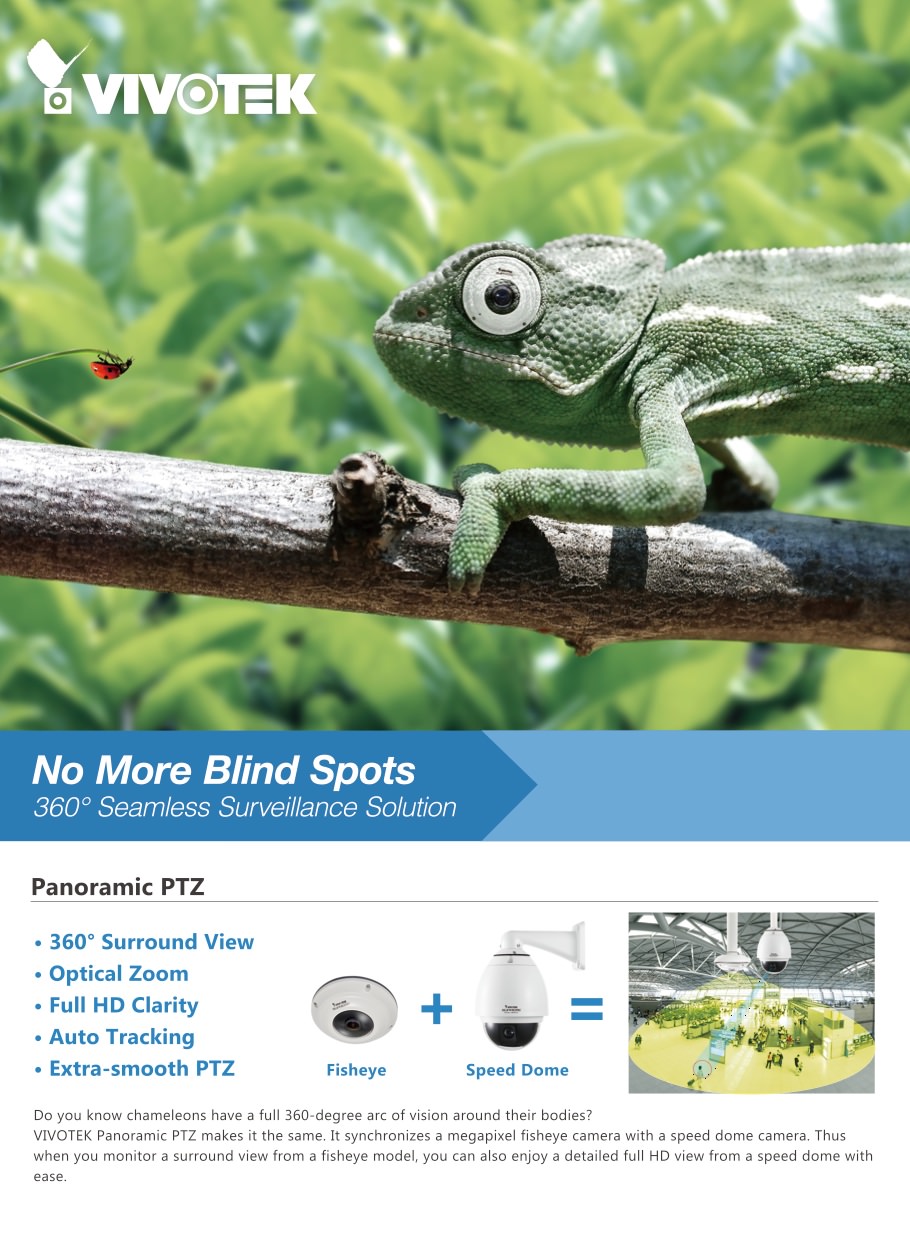 VIVOTEK
No More Blind Spots
360° Seamless Surveillance Solution
Panoramic PTZ
• 360° Surround View
• Optical Zoom
• Full HD Clarity
• Auto Tracking
• Extra-smooth PTZ
+
=
Fisheye
Speed Dome
Do you know chameleons have a full 360-degree arc of vision around their bodies?
VIVOTEK Panoramic PTZ makes it the same. It synchronizes a megapixel fisheye camera with a speed dome camera. Thus
when you monitor a surround view from a fisheye model, you can also enjoy a detailed full HD view from a speed dome with
ease.